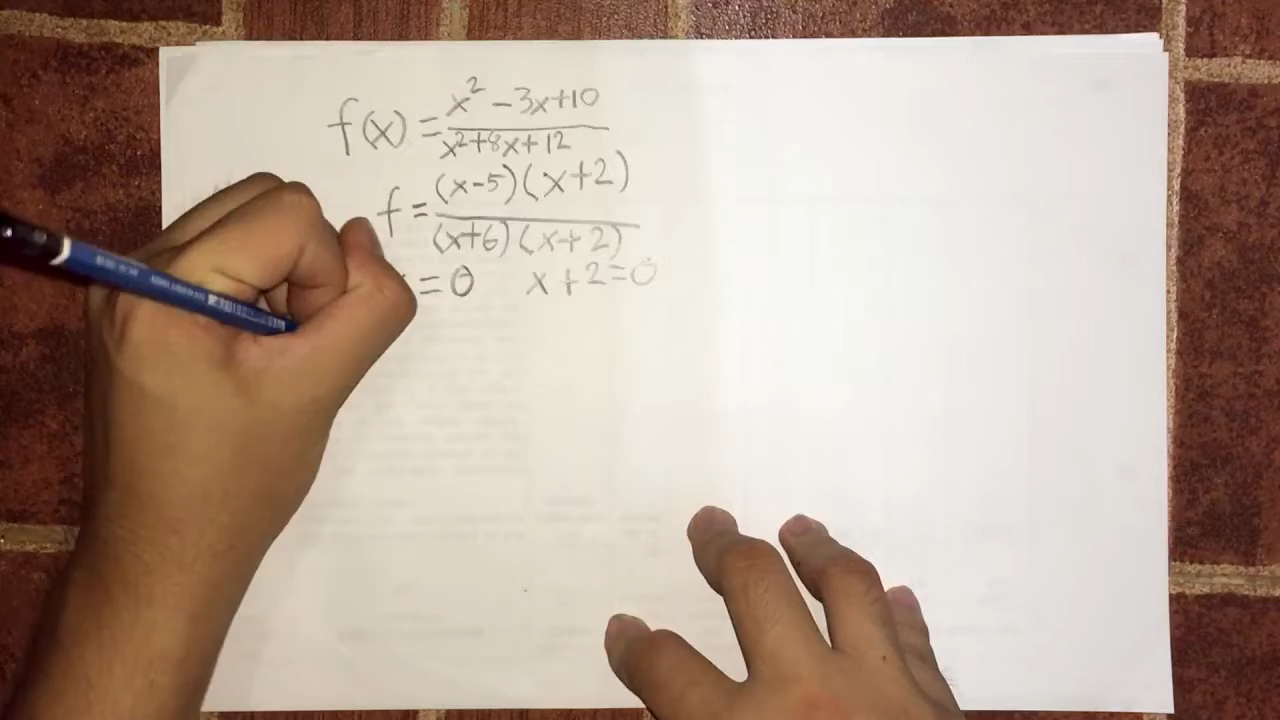 f(x) = x² - 3x+10 / x²+8x+12
f = (x-5)(x+2) / (x+6)(x+2)
= 0 x+2=0